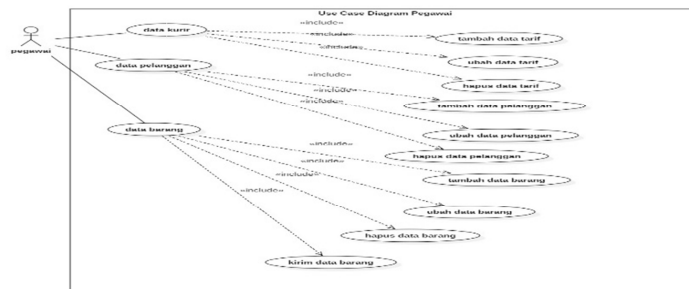 Use Case Diagram Pegawai
pegawai
data kurir
«include»
«include»
«include»
tambah data tarif
ubah data tarif
hapus data tarif
data pelanggan
«include»
«include»
«include»
tambah data pelanggan
ubah data pelanggan
hapus data pelanggan
data barang
«include»
«include»
«include»
«include»
tambah data barang
ubah data barang
hapus data barang
kirim data barang